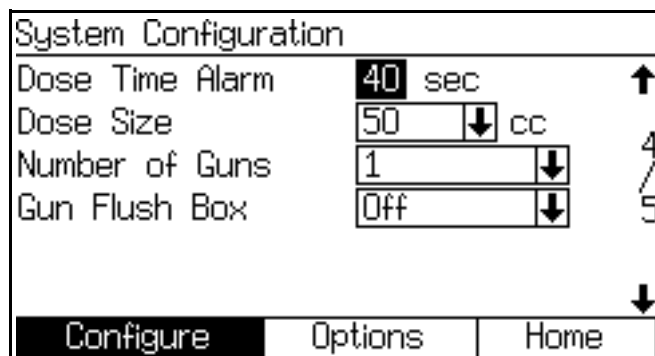 System Configuration
Dose Time Alarm 40 sec
Dose Size 50 cc
Number of Guns 1
Gun Flush Box Off
4/5
Configure Options Home